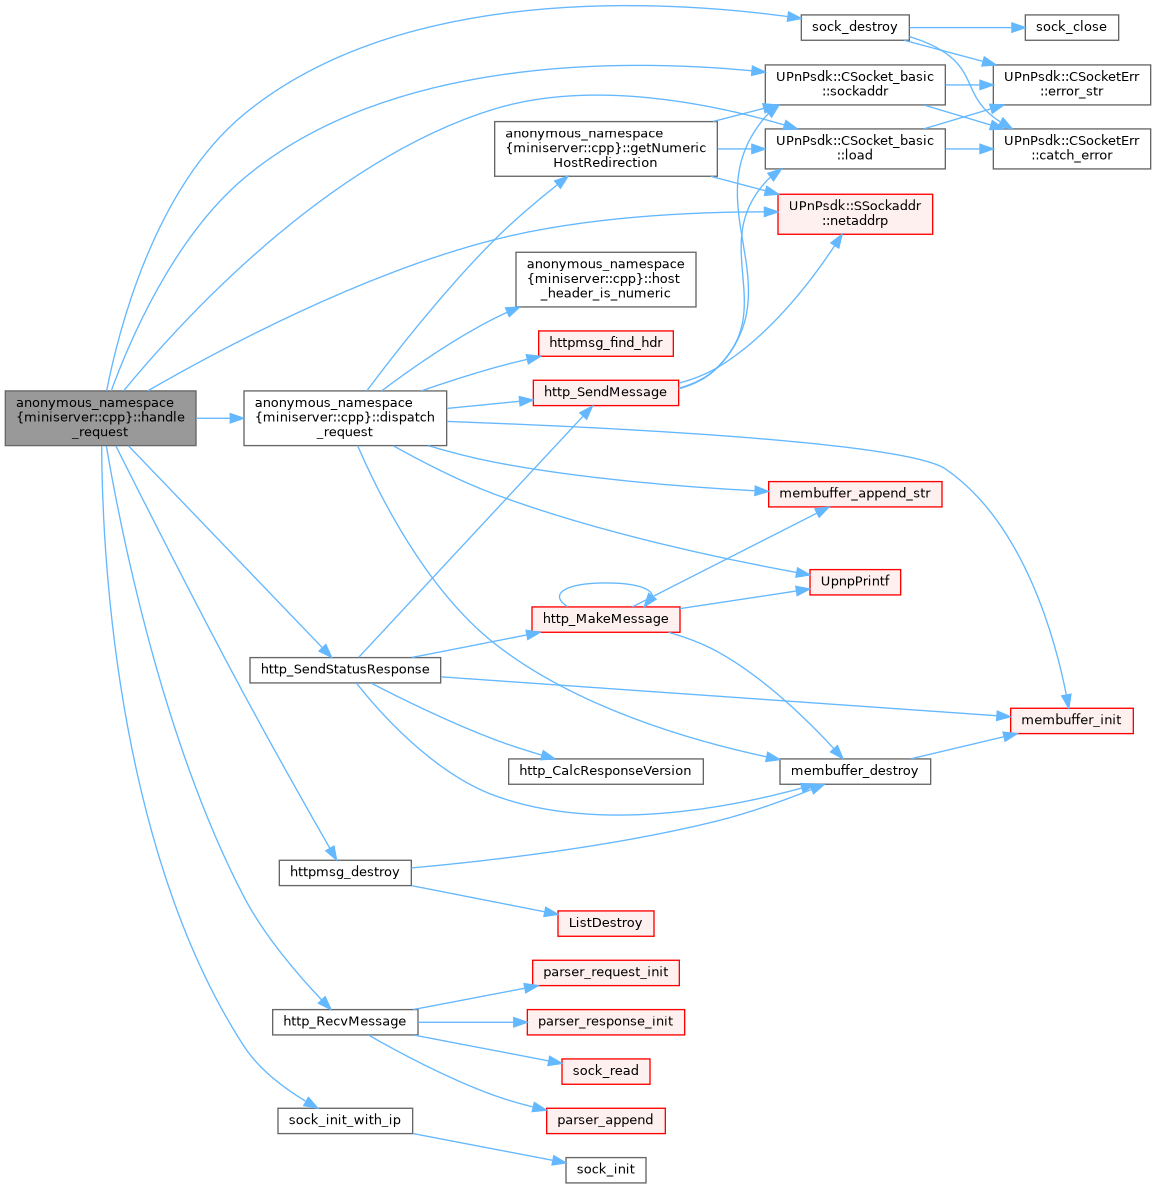 sock_destroy
sock_close
UPnPsdk::CSocket_basic
::sockaddr
UPnPsdk::CSocketErr
::error_str
anonymous_namespace
{miniserver::cpp}::getNumeric
HostRedirection
UPnPsdk::CSocket_basic
::load
UPnPsdk::CSocketErr
::catch_error
UPnPsdk::SSockaddr
::netaddrp
anonymous_namespace
{miniserver::cpp}::host
_header_is_numeric
httpmsg_find_hdr
http_SendMessage
anonymous_namespace
{miniserver::cpp}::handle
_request
anonymous_namespace
{miniserver::cpp}::dispatch
_request
membuffer_append_str
UpnpPrintf
http_MakeMessage
http_SendStatusResponse
membuffer_init
http_CalcResponseVersion
membuffer_destroy
httpmsg_destroy
ListDestroy
parser_request_init
http_RecvMessage
parser_response_init
sock_read
sock_init_with_ip
parser_append
sock_init